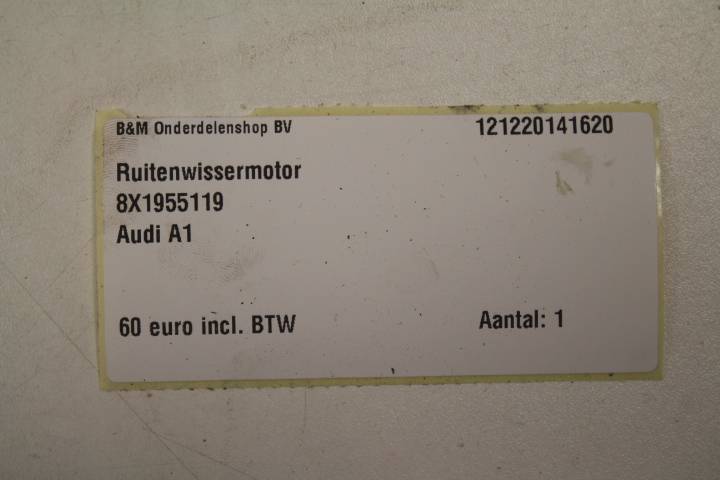 B&M Onderdelenshop BV 121220141620
Ruitenwissermotor
8X1955119
Audi A1
60 euro incl. BTW Aantal: 1